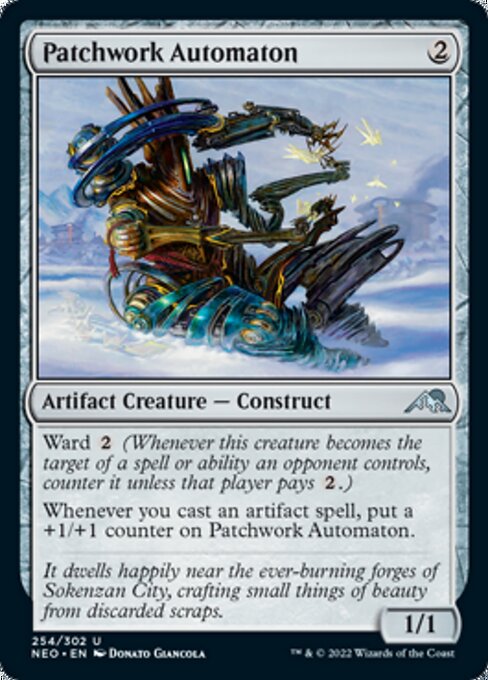 Patchwork Automaton 2
Artifact Creature — Construct
Ward 2 (Whenever this creature becomes the
target of a spell or ability an opponent controls,
counter it unless that player pays 2.)
Whenever you cast an artifact spell, put a
+1/+1 counter on Patchwork Automaton.
It dwells happily near the ever-burning forges of
Sokenzan City, crafting small things of beauty
from discarded scraps.
1/1
254/302 U
NEO • EN Donato Giancola ™ & © 2022 Wizards of the Coast